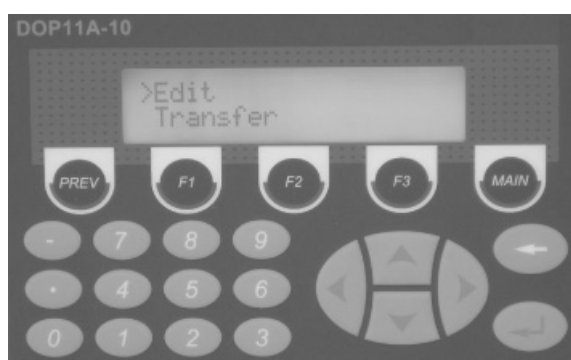 DOP11A-10
>Edit
Transfer
PREV F1 F2 F3 MAIN
- 7 8 9
. 4 5 6
0 1 2 3